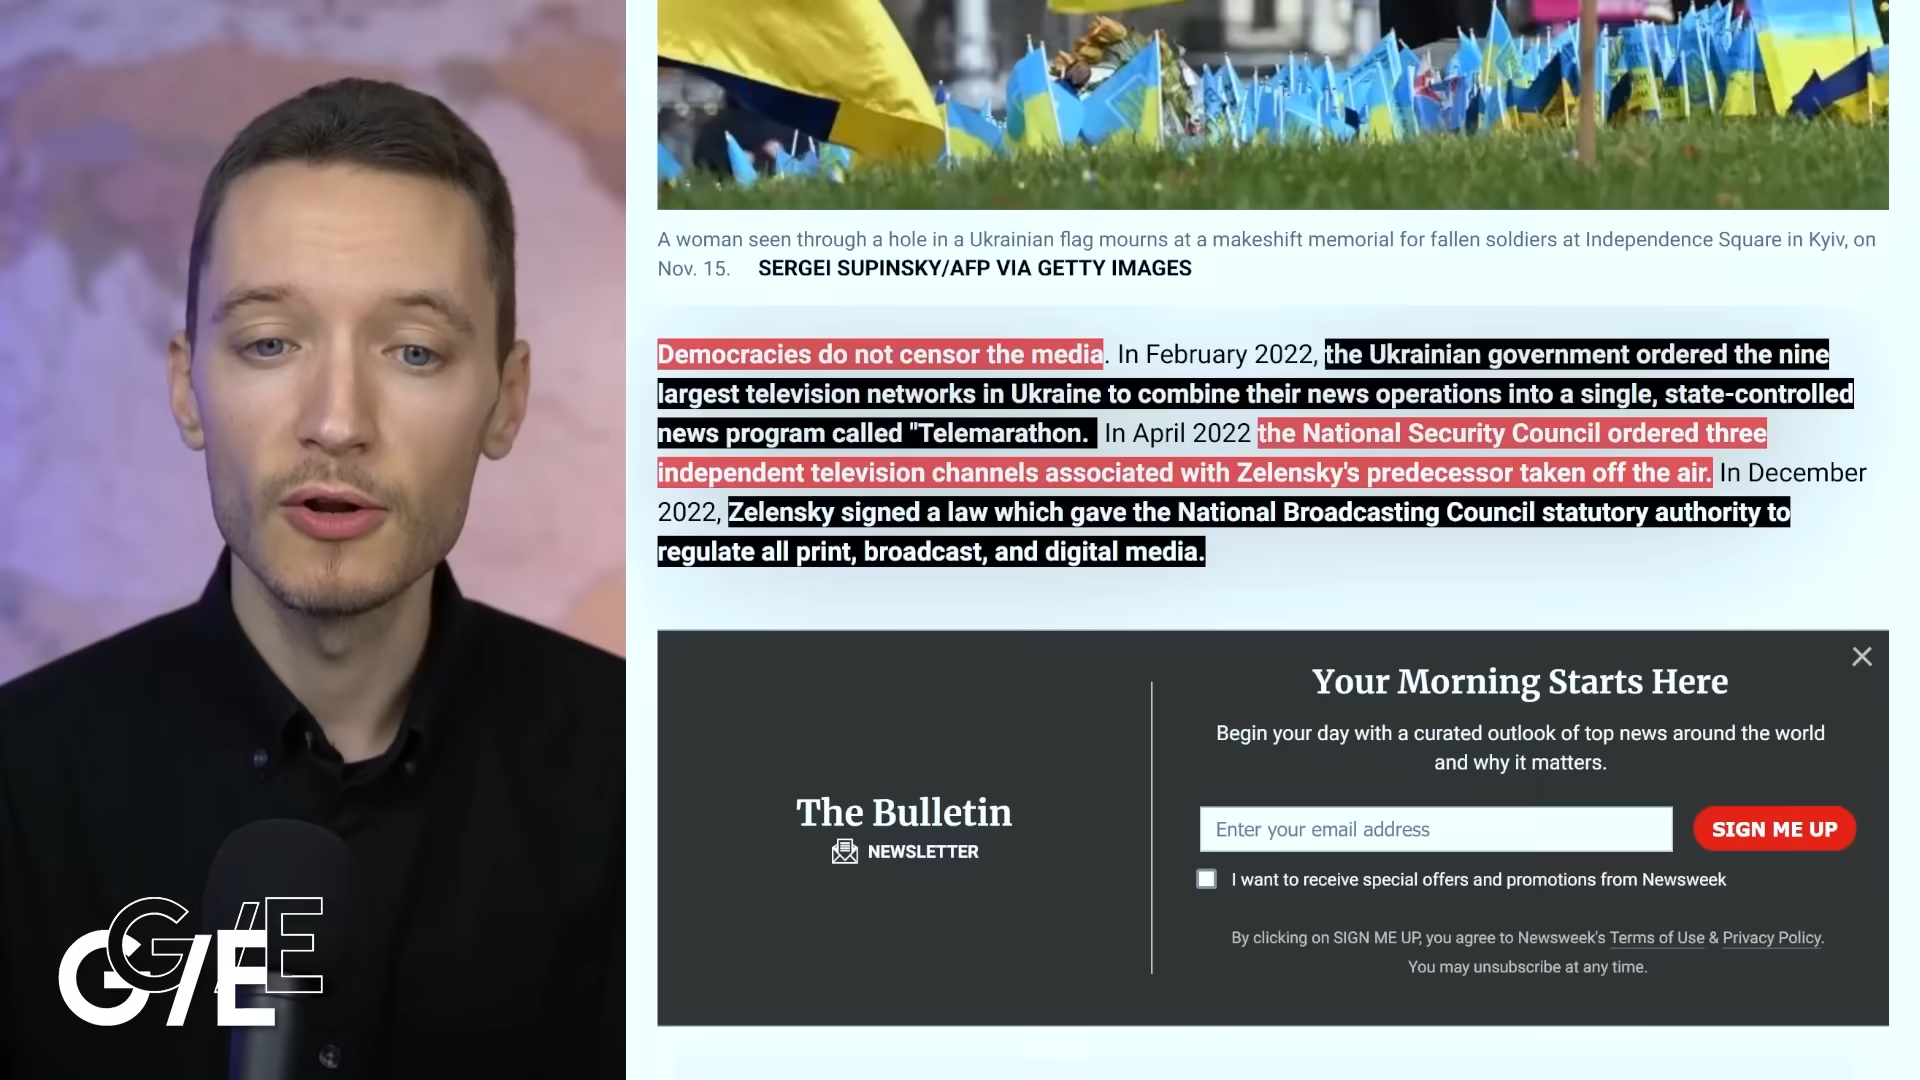 A woman seen through a hole in a Ukrainian flag mourns at a makeshift memorial for fallen soldiers at Independence Square in Kyiv, on
Nov. 15. SERGEI SUPINSKY/AFP VIA GETTY IMAGES
Democracies do not censor the media. In February 2022, the Ukrainian government ordered the nine
largest television networks in Ukraine to combine their news operations into a single, state-controlled
news program called "Telemarathon. In April 2022 the National Security Council ordered three
independent television channels associated with Zelensky's predecessor taken off the air. In December
2022, Zelensky signed a law which gave the National Broadcasting Council statutory authority to
regulate all print, broadcast, and digital media.
The Bulletin
NEWSLETTER
Your Morning Starts Here
Begin your day with a curated outlook of top news around the world
and why it matters.
Enter your email address
SIGN ME UP
I want to receive special offers and promotions from Newsweek
By clicking on SIGN ME UP, you agree to Newsweek's Terms of Use & Privacy Policy.
You may unsubscribe at any time.
G/E
G/E